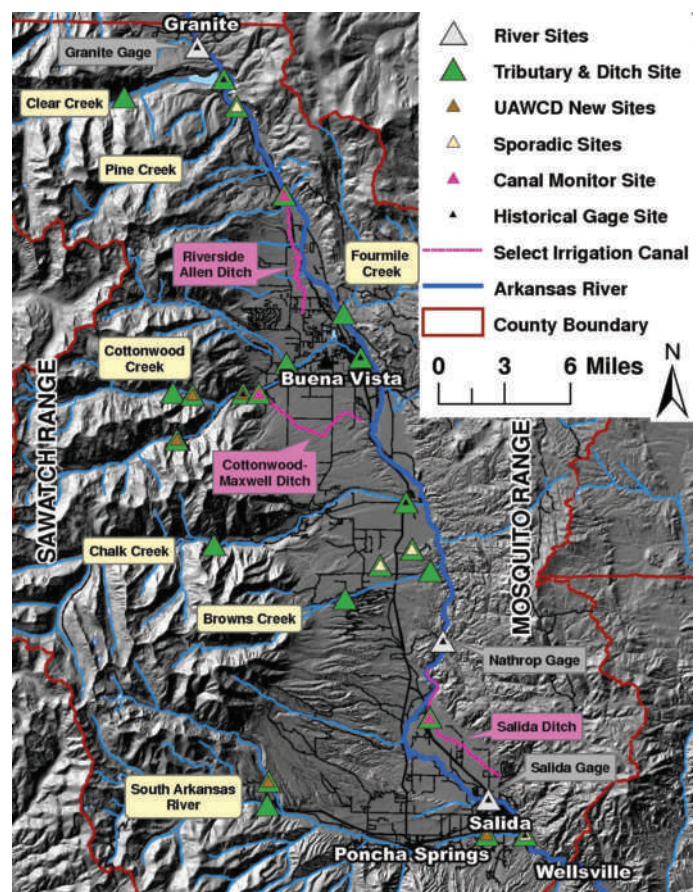 Granite
Granite Gage
Clear Creek
Pine Creek
Riverside
Allen Ditch
Fourmile
Creek
Cottonwood
Creek
Buena Vista
Cottonwood-
Maxwell Ditch
SAWATCH RANGE
MOSQUITO RANGE
Chalk Creek
Browns Creek
Nathrop Gage
Salida Ditch
Salida Gage
South Arkansas
River
Salida
Poncha Springs
Wellsville
River Sites
Tributary & Ditch Site
UAWCD New Sites
Sporadic Sites
Canal Monitor Site
Historical Gage Site
Select Irrigation Canal
Arkansas River
County Boundary
0 3 6 Miles
N